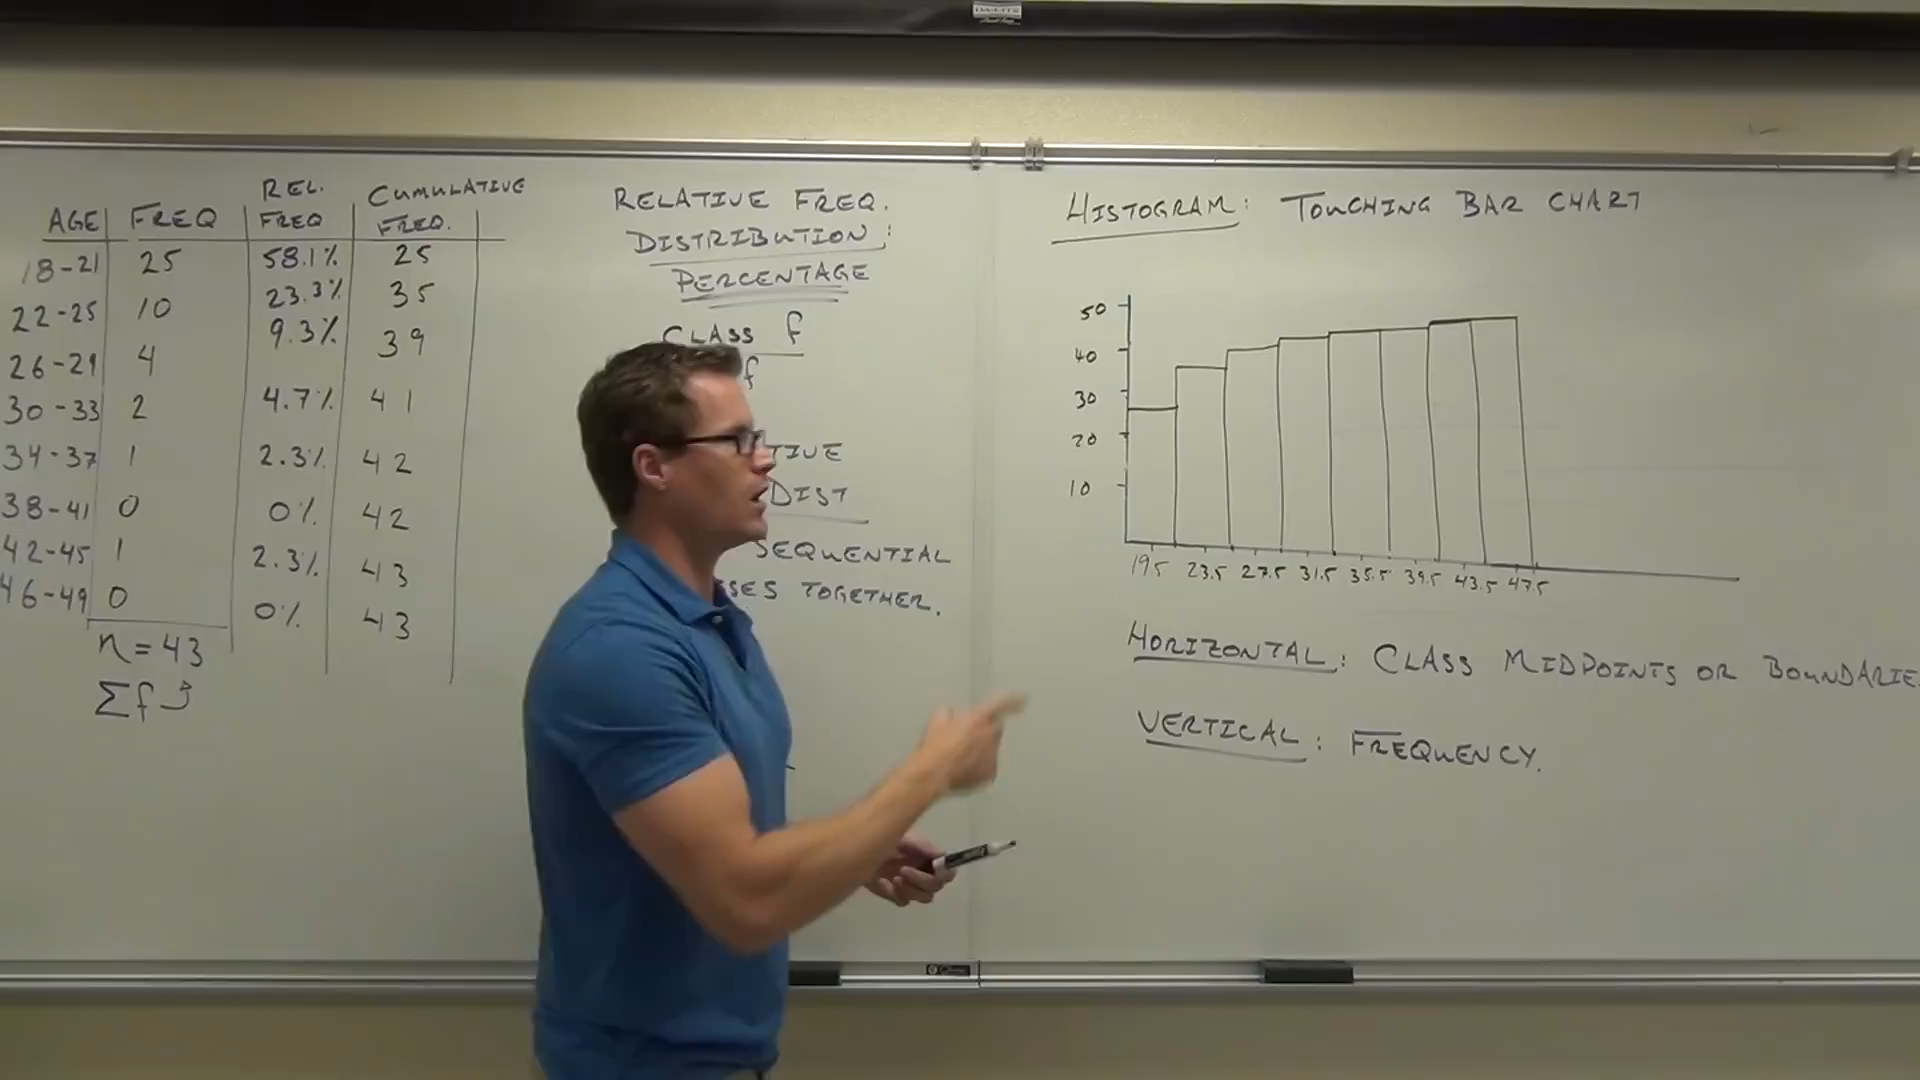 AGE FREQ REL. FREQ CUMULATIVE FREQ.
18-21 25 58.1% 25
22-25 10 23.3% 35
26-29 4 9.3% 39
30-33 2 4.7% 41
34-37 1 2.3% 42
38-41 0 0% 42
42-45 1 2.3% 43
46-49 0 0% 43
n = 43
Σf
RELATIVE FREQ.
DISTRIBUTION:
PERCENTAGE
CLASS f
f
TIVE
DIST
SEQUENTIAL
SES TOGETHER.
HISTOGRAM: TOUCHING BAR CHART
50
40
30
20
10
19.5 23.5 27.5 31.5 35.5 39.5 43.5 47.5
HORIZONTAL: CLASS MIDPOINTS OR BOUNDARIE
VERTICAL: FREQUENCY.